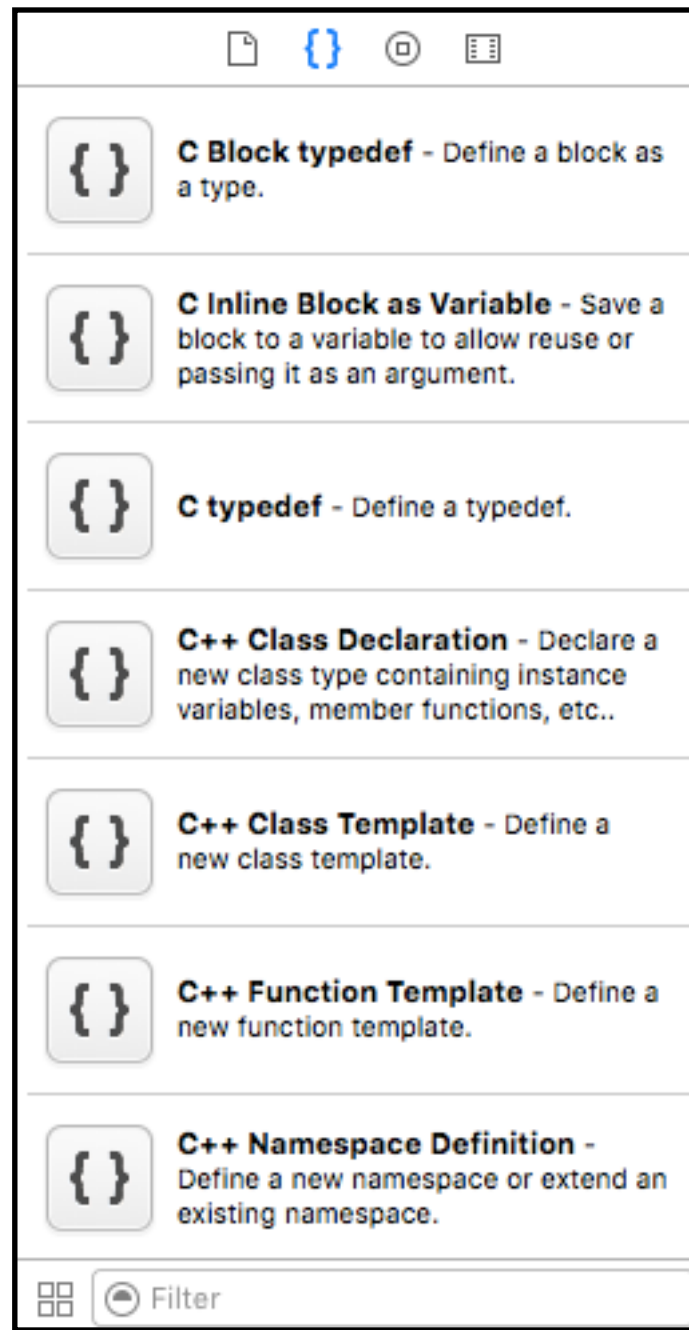 {}
{ }
C Block typedef - Define a block as
a type.
{ }
C Inline Block as Variable - Save a
block to a variable to allow reuse or
passing it as an argument.
{ }
C typedef - Define a typedef.
{ }
C++ Class Declaration - Declare a
new class type containing instance
variables, member functions, etc..
{ }
C++ Class Template - Define a
new class template.
{ }
C++ Function Template - Define a
new function template.
{ }
C++ Namespace Definition -
Define a new namespace or extend an
existing namespace.
Filter